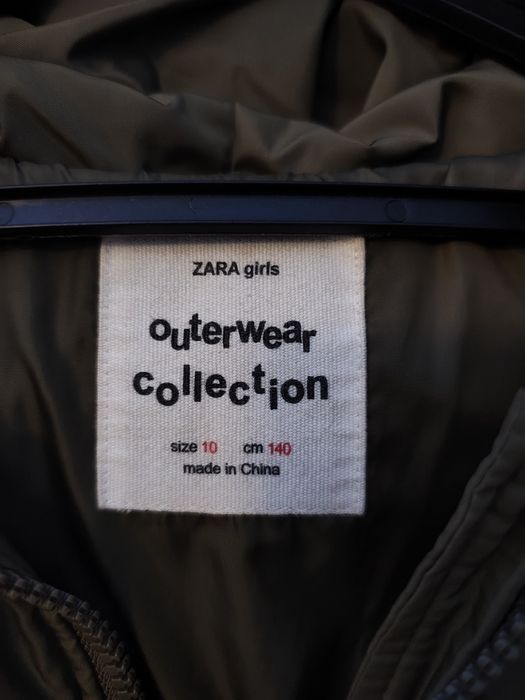 ZARA girls
outerwear
collection
size 10 cm 140
made in China